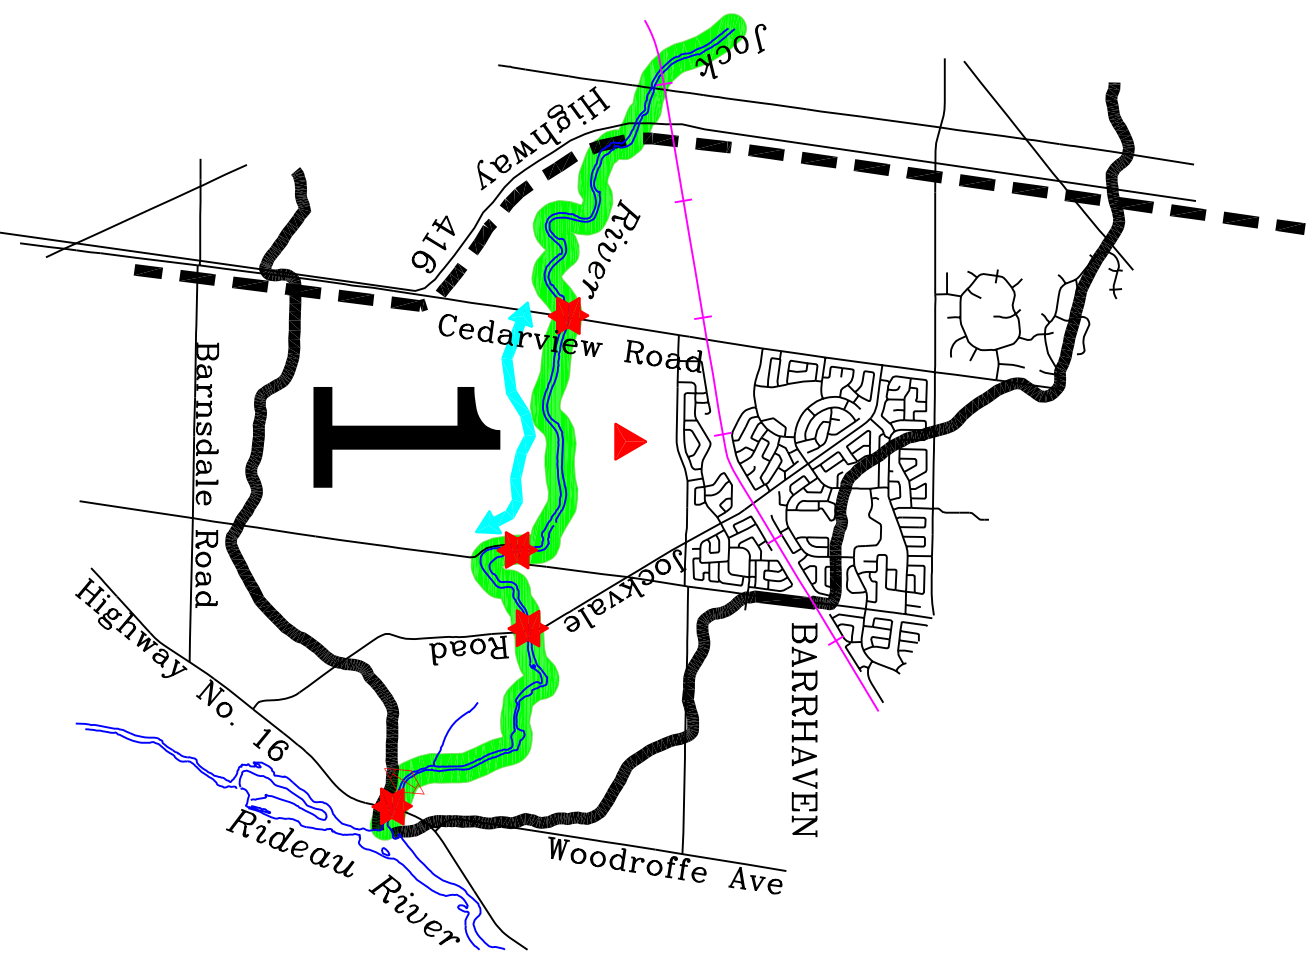 Jock
River
Highway
416
Cedarview Road
1
Barnsdale Road
Jockvale
Road
Highway No. 16
BARRHAVEN
Rideau River
Woodroffe Ave